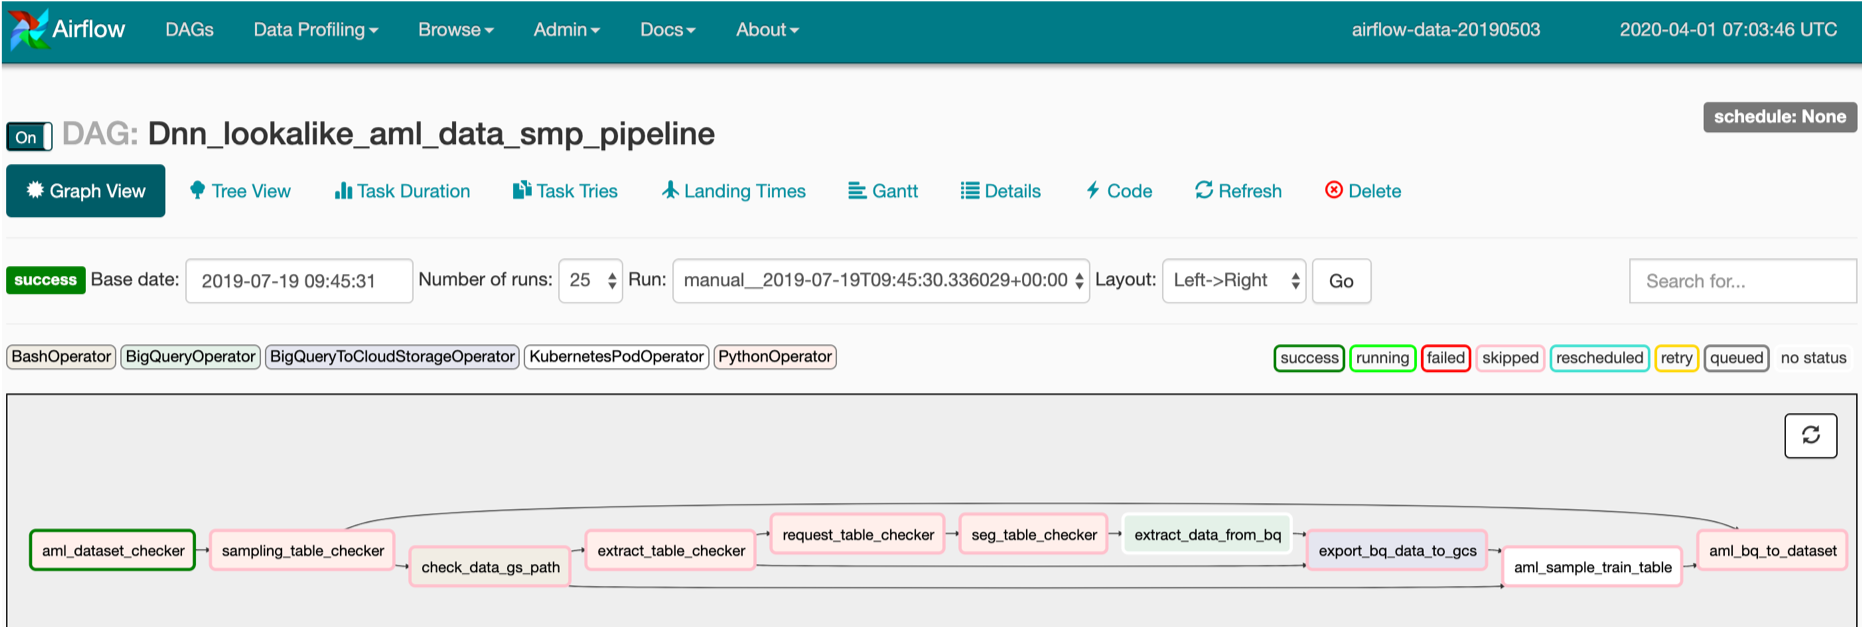 Airflow DAGs Data Profiling Browse Admin Docs About airflow-data-20190503 2020-04-01 07:03:46 UTC
schedule: None
On DAG: Dnn_lookalike_aml_data_smp_pipeline
Graph View Tree View Task Duration Task Tries Landing Times Gantt Details Code Refresh Delete
success Base date: 2019-07-19 09:45:31 Number of runs: 25 Run: manual__2019-07-19T09:45:30.336029+00:00 Layout: Left->Right Go Search for...
BashOperator BigQueryOperator BigQueryToCloudStorageOperator KubernetesPodOperator PythonOperator success running failed skipped rescheduled retry queued no status
aml_dataset_checker
sampling_table_checker
check_data_gs_path
extract_table_checker
request_table_checker
seg_table_checker
extract_data_from_bq
export_bq_data_to_gcs
aml_sample_train_table
aml_bq_to_dataset